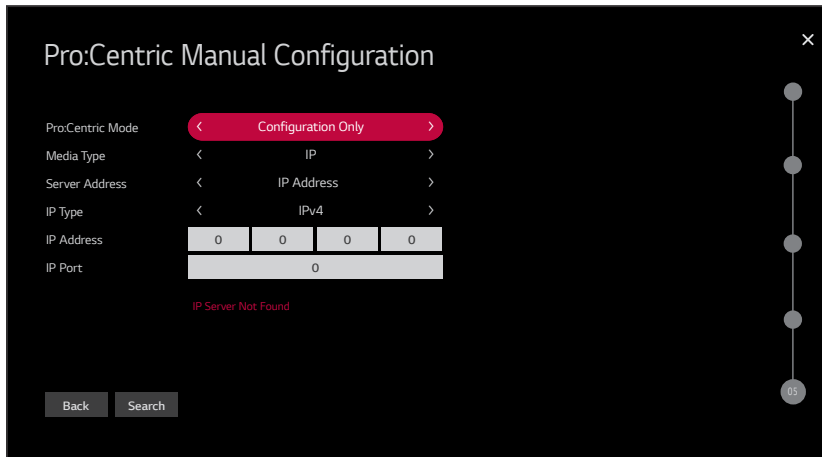 Pro:Centric Manual Configuration
Pro:Centric Mode < Configuration Only >
Media Type < IP >
Server Address < IP Address >
IP Type < IPv4 >
IP Address 0 0 0 0
IP Port 0
IP Server Not Found
Back Search
05